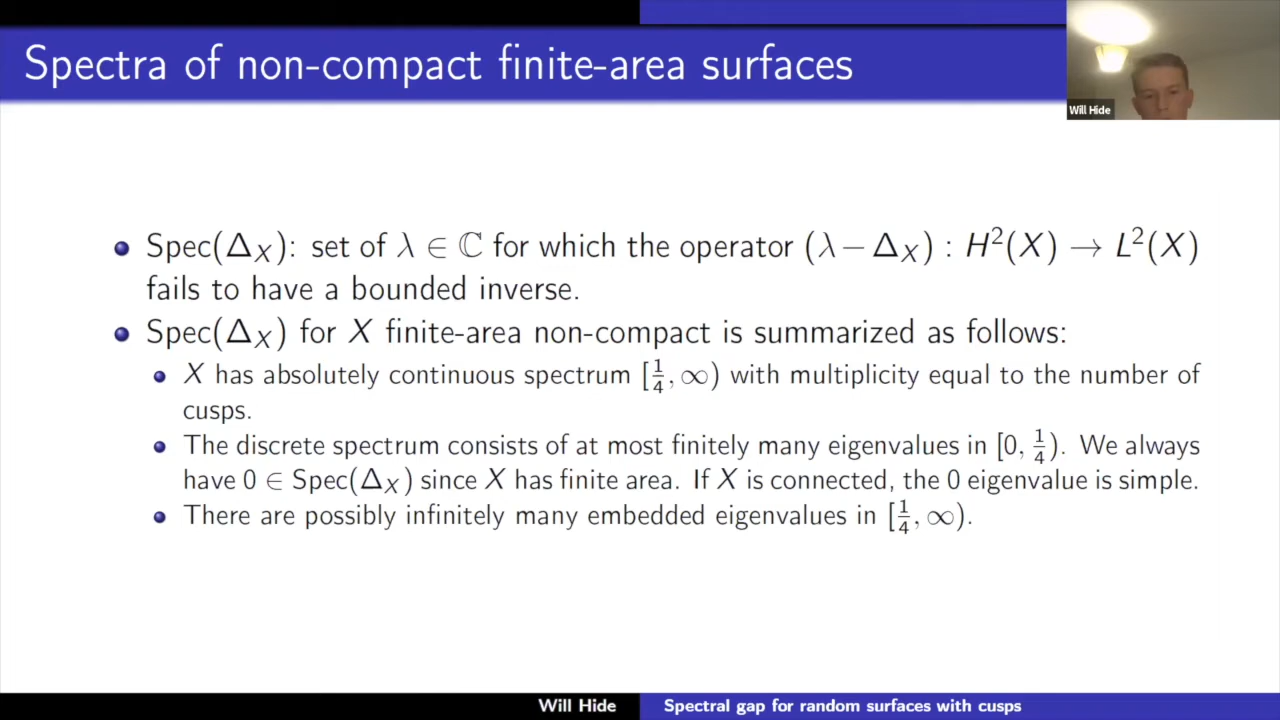 Spectra of non-compact finite-area surfaces
Will Hide
Spec(Δ_X): set of λ ∈ ℂ for which the operator (λ − Δ_X) : H²(X) → L²(X)
fails to have a bounded inverse.
Spec(Δ_X) for X finite-area non-compact is summarized as follows:
X has absolutely continuous spectrum [1/4, ∞) with multiplicity equal to the number of
cusps.
The discrete spectrum consists of at most finitely many eigenvalues in [0, 1/4). We always
have 0 ∈ Spec(Δ_X) since X has finite area. If X is connected, the 0 eigenvalue is simple.
There are possibly infinitely many embedded eigenvalues in [1/4, ∞).
Will Hide
Spectral gap for random surfaces with cusps